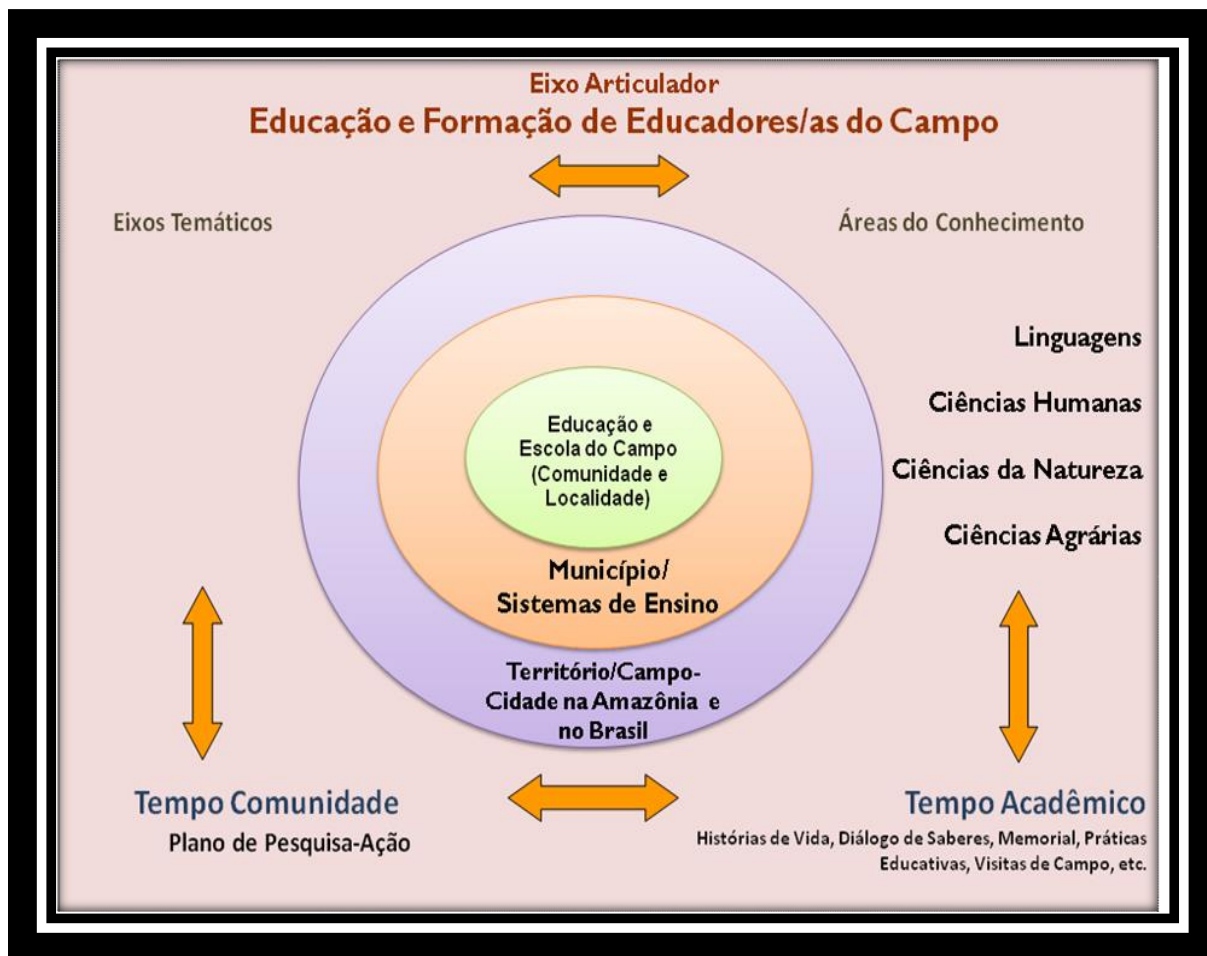 Eixo Articulador
Educação e Formação de Educadores/as do Campo
Eixos Temáticos
Áreas do Conhecimento
Linguagens
Ciências Humanas
Ciências da Natureza
Ciências Agrárias
Educação e
Escola do Campo
(Comunidade e
Localidade)
Município/
Sistemas de Ensino
Território/Campo-
Cidade na Amazônia e
no Brasil
Tempo Comunidade
Plano de Pesquisa-Ação
Tempo Acadêmico
Histórias de Vida, Diálogo de Saberes, Memorial, Práticas
Educativas, Visitas de Campo, etc.